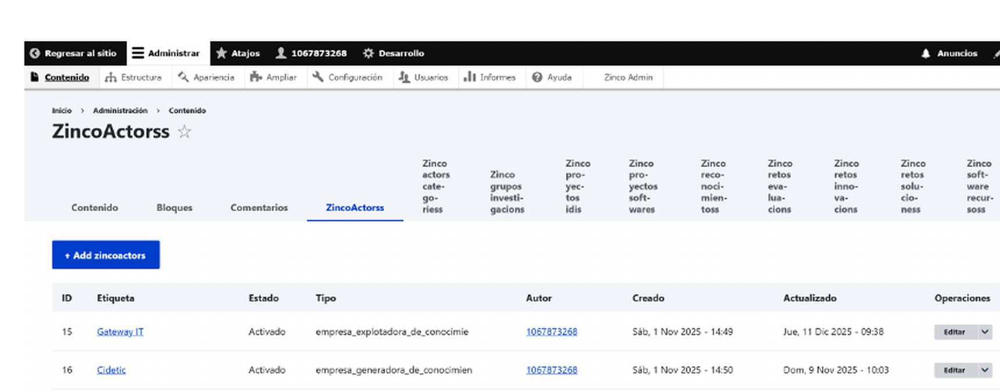 Regresar al sitio Administrar Atajos 1067873268 Desarrollo Anuncios
Contenido Estructura Apariencia Ampliar Configuración Usuarios Informes Ayuda Zinco Admin
Inicio › Administración › Contenido
ZincoActorss
Contenido
Bloques
Comentarios
ZincoActorss
Zinco
actors
cate-
go-
riess
Zinco
grupos
investi-
gacions
Zinco
pro-
yec-
tos
idis
Zinco
pro-
yectos
soft-
wares
Zinco
reco-
noci-
mien-
toss
Zinco
retos
eva-
lua-
cions
Zinco
retos
inno-
va-
cions
Zinco
retos
solu-
cio-
ness
Zinco
soft-
ware
recur-
soss
+ Add zincoactors
ID Etiqueta Estado Tipo Autor Creado Actualizado Operaciones
15 Gateway IT Activado empresa_explotadora_de_conocimie 1067873268 Sáb, 1 Nov 2025 - 14:49 Jue, 11 Dic 2025 - 09:38 Editar
16 Cidetic Activado empresa_generadora_de_conocimien 1067873268 Sáb, 1 Nov 2025 - 14:50 Dom, 9 Nov 2025 - 10:03 Editar